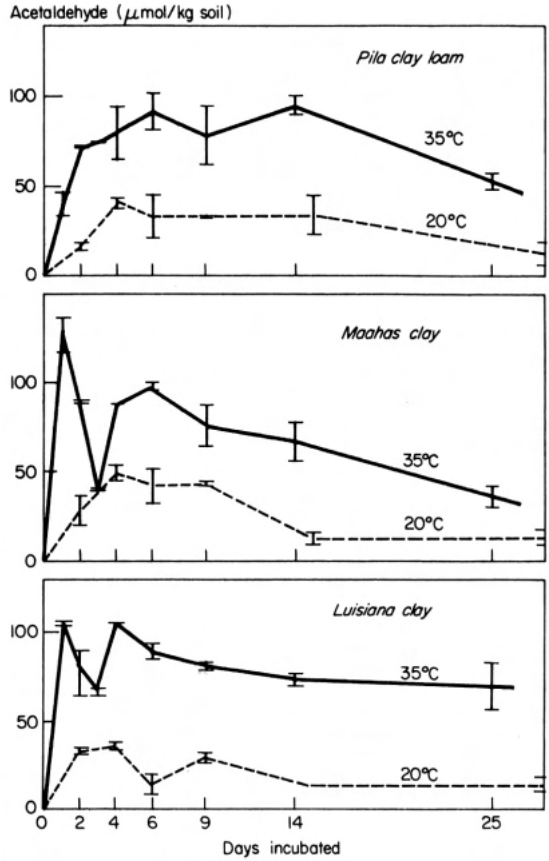 Acetaldehyde (μmol/kg soil)
Pila clay loam
100
35°C
50
20°C
0
Maahas clay
100
35°C
50
20°C
0
Luisiana clay
100
35°C
50
20°C
0
0 2 4 6 9 14 25
Days incubated